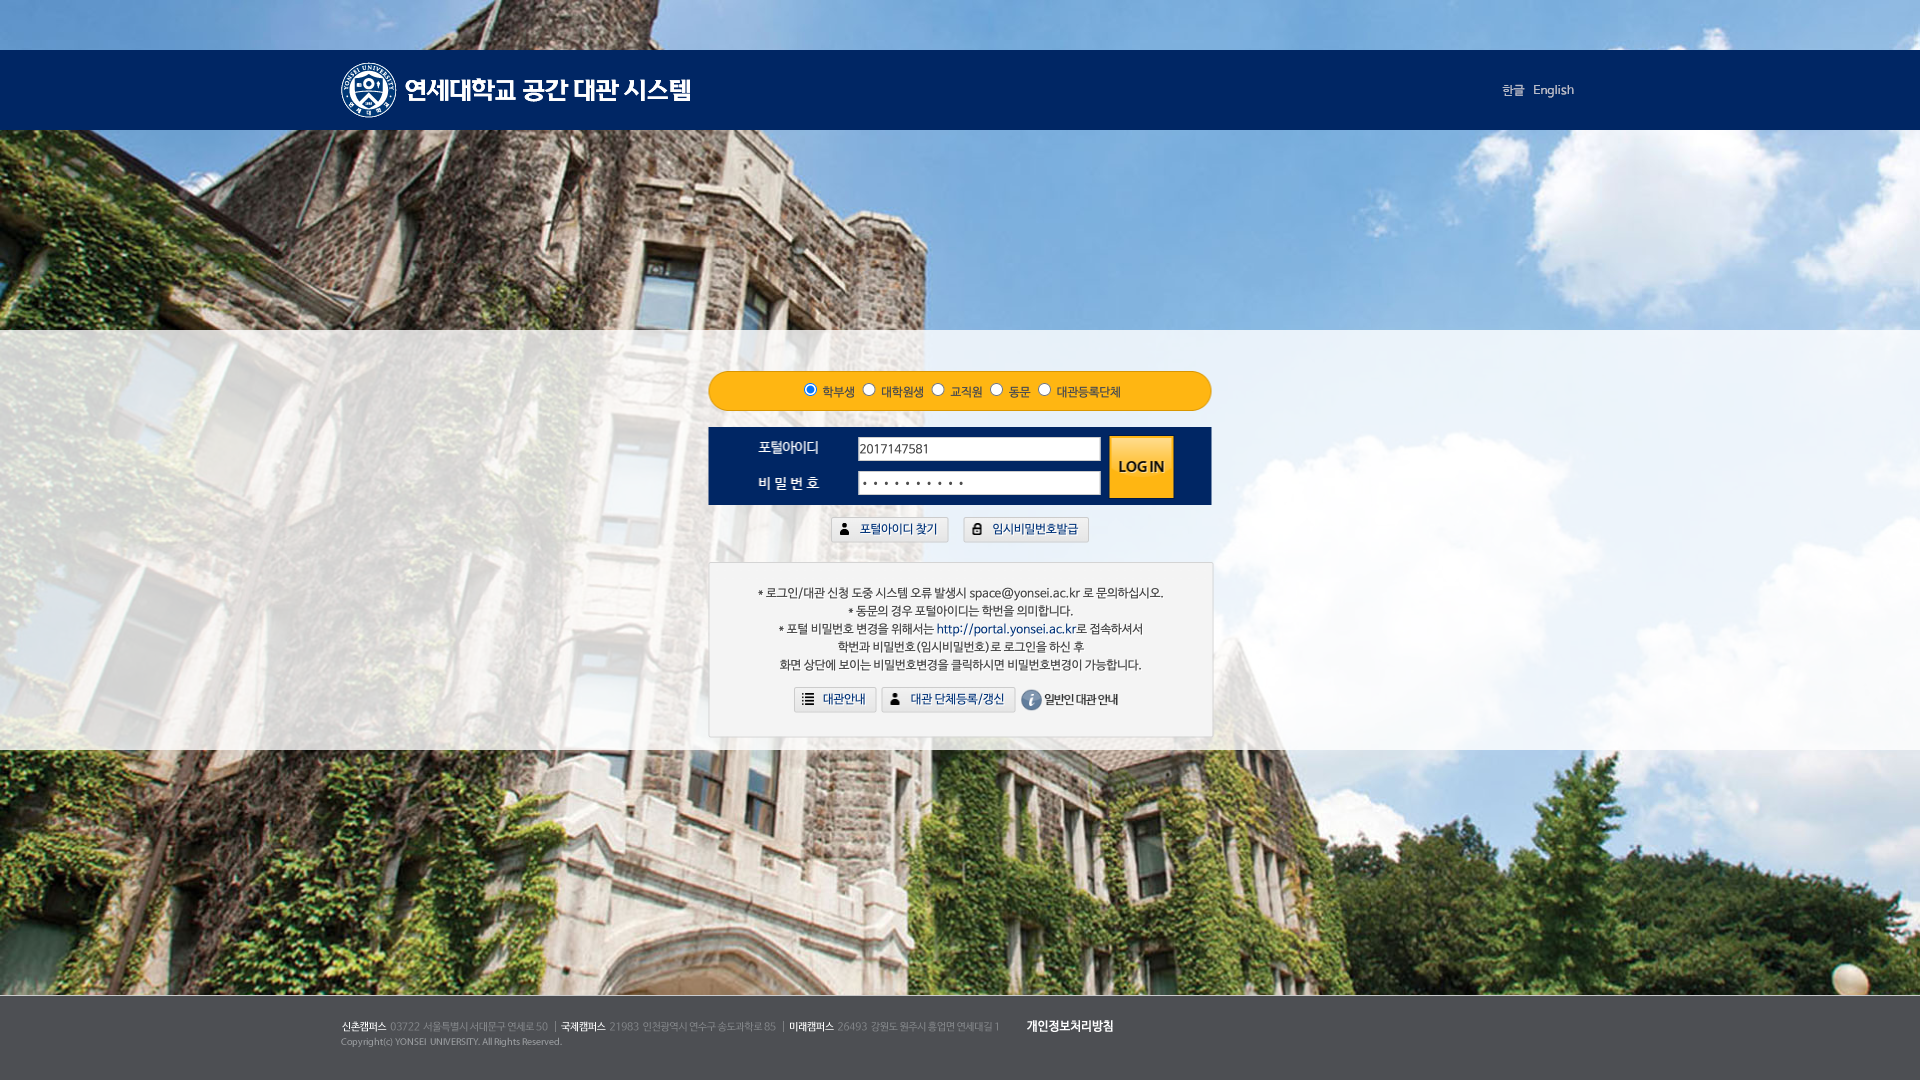 연세대학교 공간 대관 시스템
한글 English
학부생 대학원생 교직원 동문 대관등록단체
포털아이디 2017147581
비 밀 번 호
LOG IN
포털아이디 찾기 임시비밀번호발급
* 로그인/대관 신청 도중 시스템 오류 발생시 space@yonsei.ac.kr 로 문의하십시오.
* 동문의 경우 포털아이디는 학번을 의미합니다.
* 포털 비밀번호 변경을 위해서는 http://portal.yonsei.ac.kr로 접속하셔서
학번과 비밀번호(임시비밀번호)로 로그인을 하신 후
화면 상단에 보이는 비밀번호변경을 클릭하시면 비밀번호변경이 가능합니다.
대관안내 대관 단체등록/갱신 일반인 대관 안내
신촌캠퍼스 03722 서울특별시 서대문구 연세로 50 | 국제캠퍼스 21983 인천광역시 연수구 송도과학로 85 | 미래캠퍼스 26493 강원도 원주시 흥업면 연세대길 1 개인정보처리방침
Copyright(c) YONSEI UNIVERSITY. All Rights Reserved.